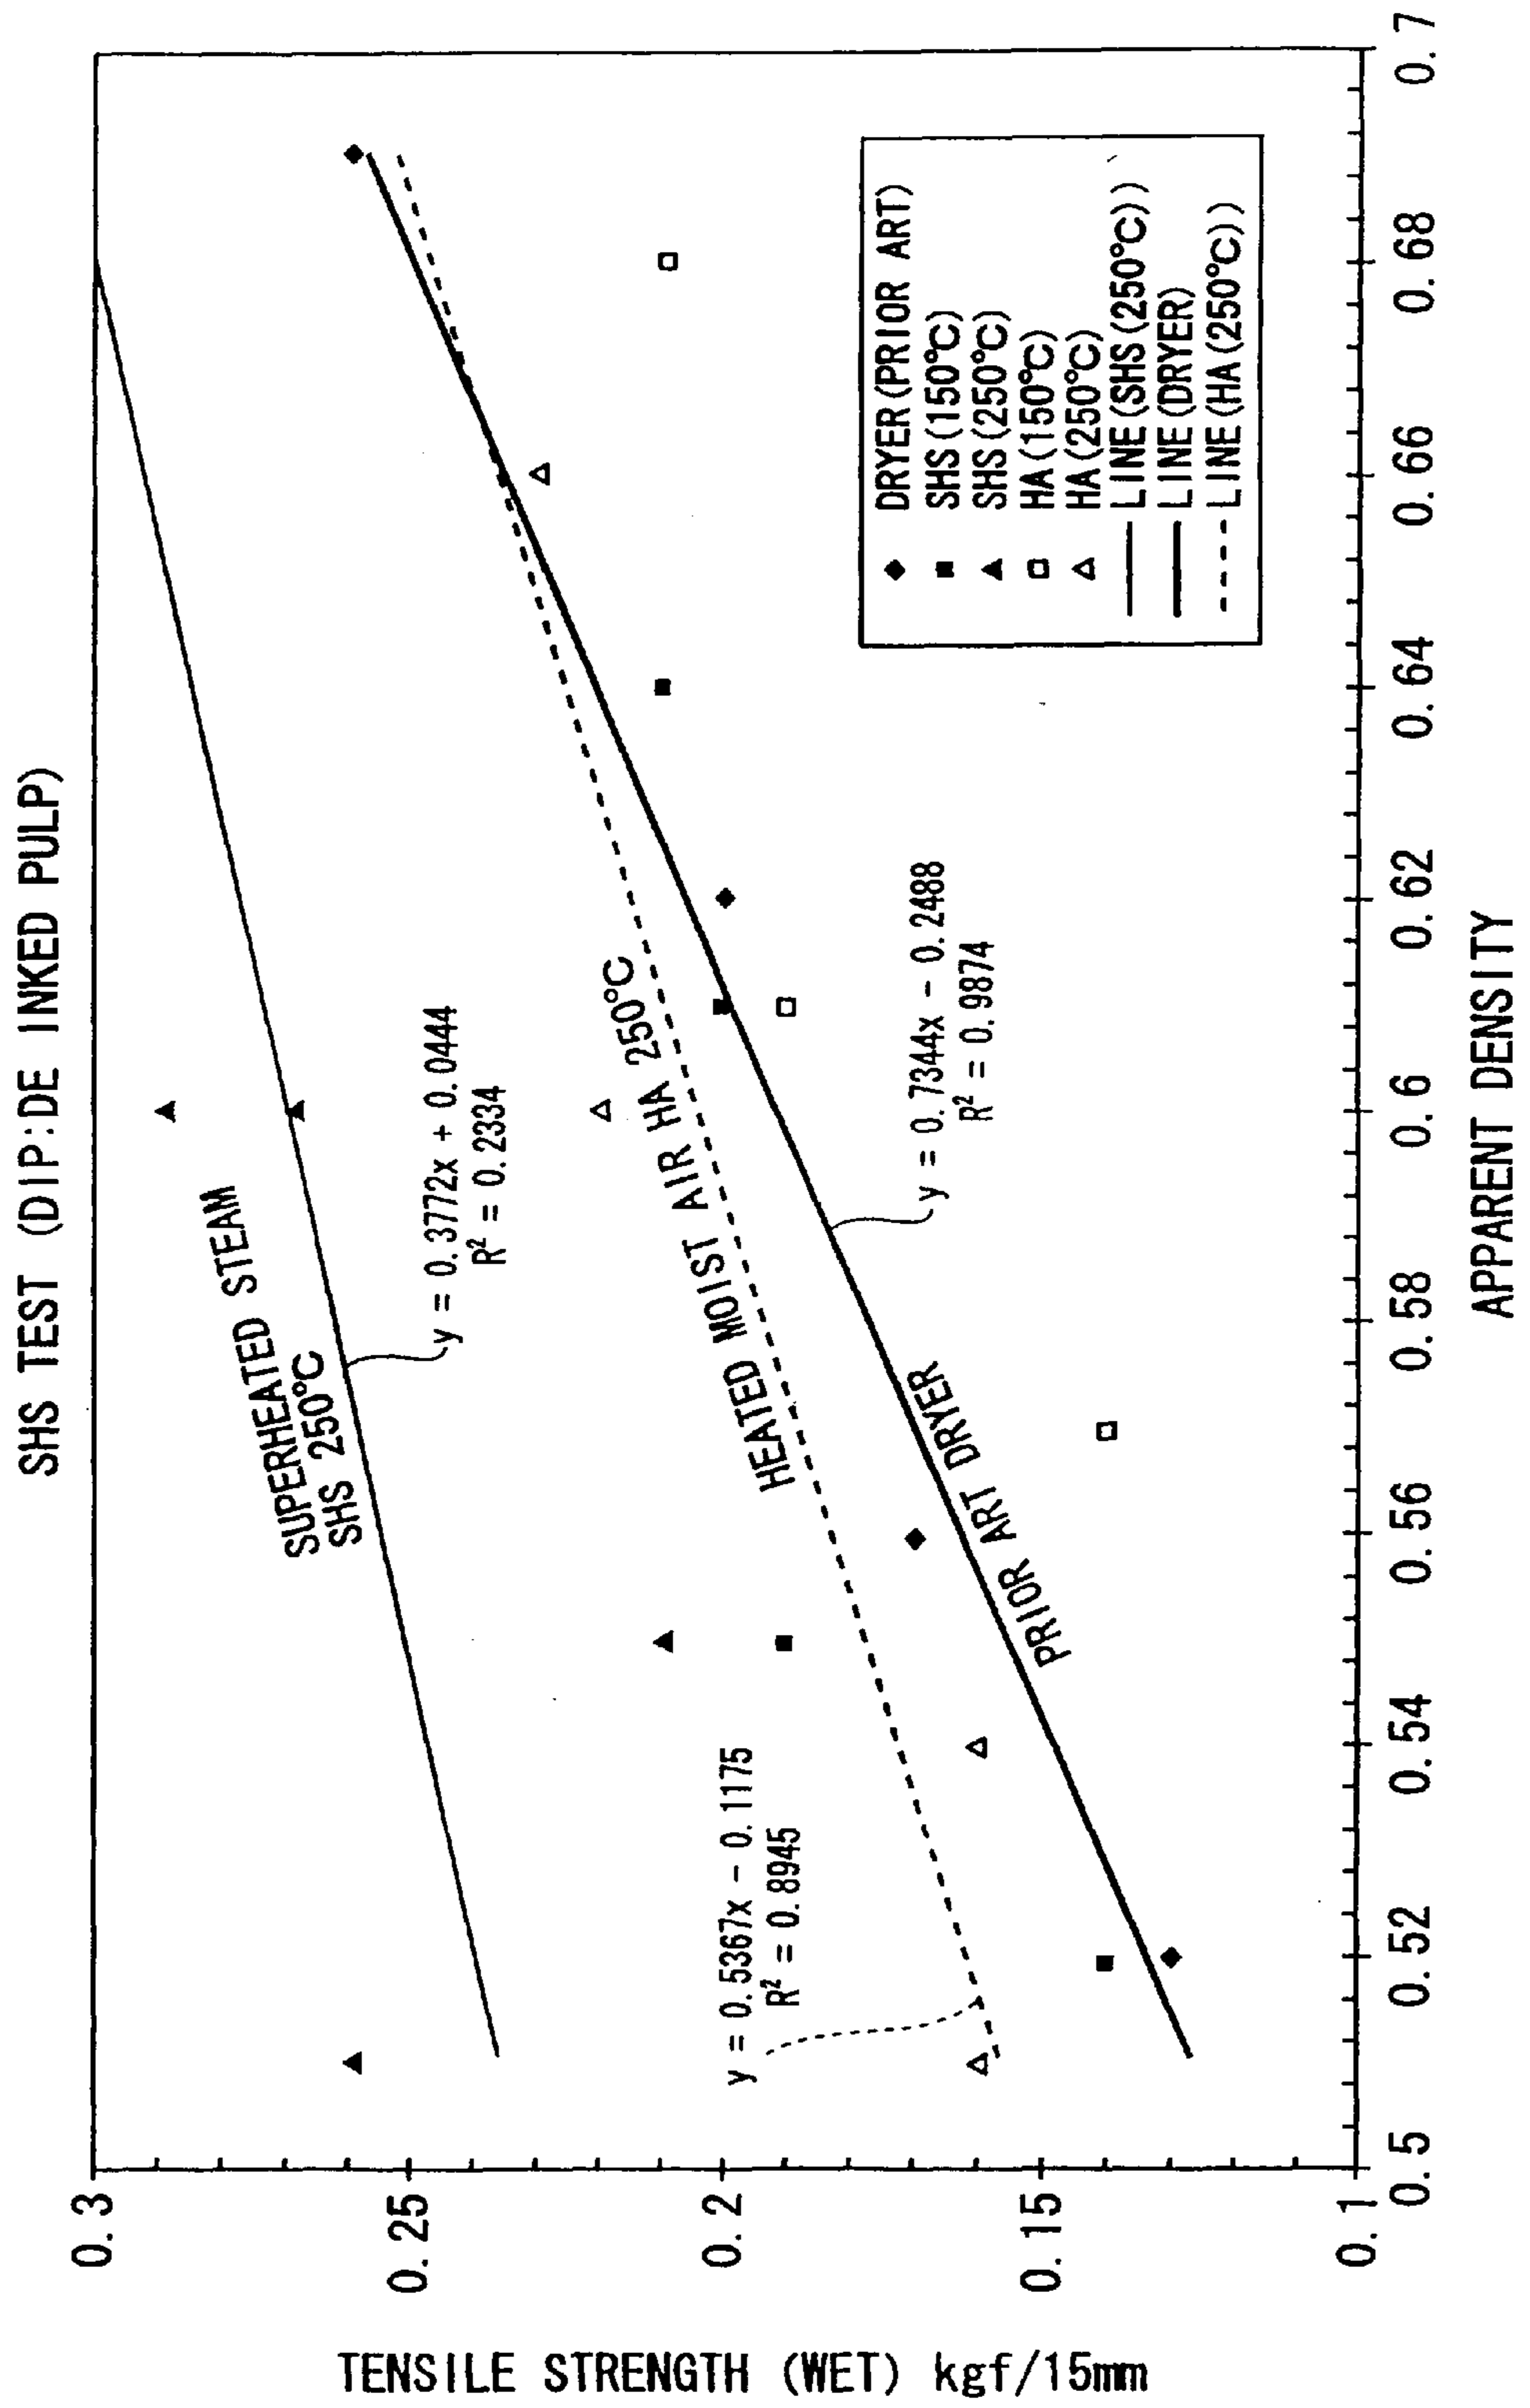 SHS TEST (DIP:DE INKED PULP)
TENSILE STRENGTH (WET) kgf/15mm
0.3
0.25
0.2
0.15
0.1
SUPERHEATED STEAM
SHS 250°C
y = 0.3772x + 0.0444
R² = 0.2334
HEATED MOIST AIR HA 250°C
y = 0.5367x - 0.1175
R² = 0.8945
PRIOR ART DRYER
y = 0.7344x - 0.2488
R² = 0.9874
DRYER(PRIOR ART)
SHS(150°C)
SHS(250°C)
HA(150°C)
HA(250°C)
LINE(SHS(250°C))
LINE(DRYER)
LINE(HA(250°C))
0.5
0.52
0.54
0.56
0.58
0.6
0.62
0.64
0.66
0.68
0.7
APPARENT DENSITY